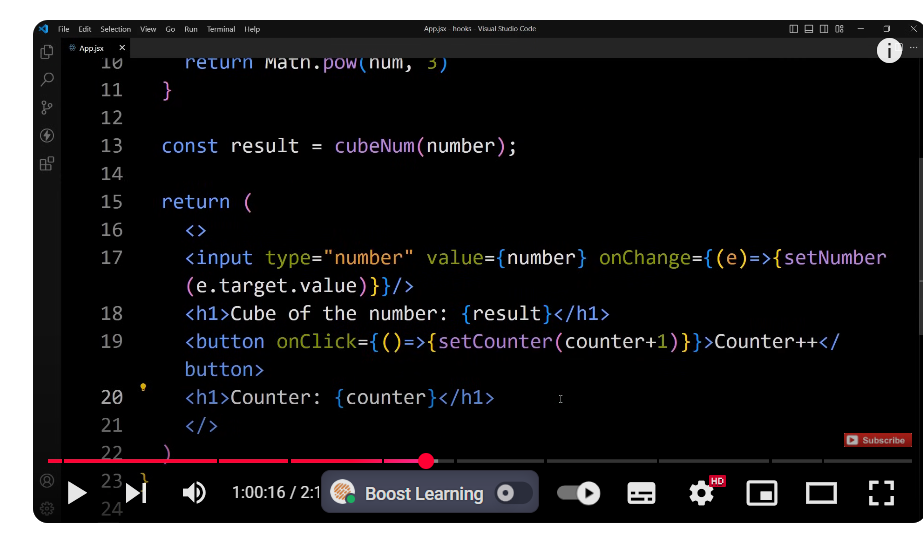 File Edit Selection View Go Run Terminal Help App.jsx - hooks - Visual Studio Code
App.jsx
10 return Math.pow(num, 3)
11 }
12
13 const result = cubeNum(number);
14
15 return (
16 <>
17 <input type="number" value={number} onChange={(e)=>{setNumber
(e.target.value)}}/>
18 <h1>Cube of the number: {result}</h1>
19 <button onClick={()=>{setCounter(counter+1)}}>Counter++</
button>
20 <h1>Counter: {counter}</h1>
21 </>
Subscribe
22 )
23 }
24
1:00:16 / 2:1
Boost Learning
HD